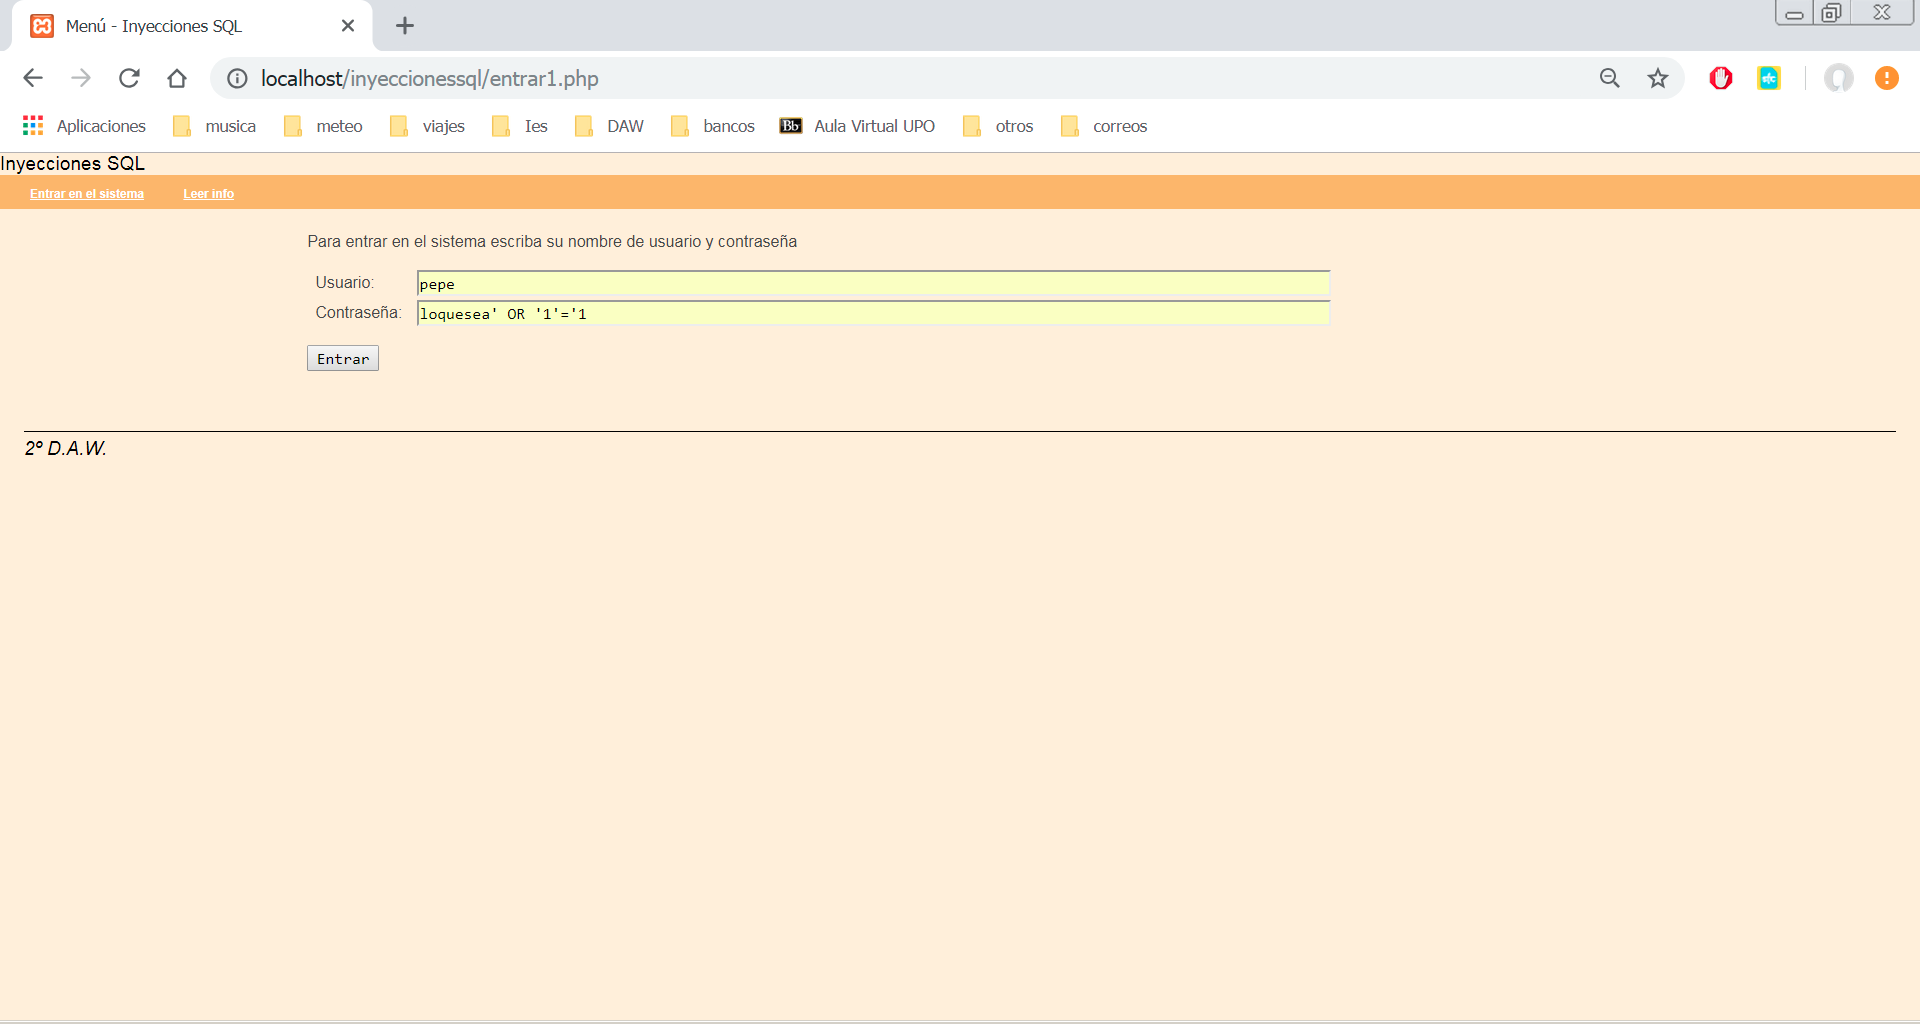 Menú - Inyecciones SQL
localhost/inyeccionessql/entrar1.php
Aplicaciones musica meteo viajes Ies DAW bancos Bb Aula Virtual UPO otros correos
Inyecciones SQL
Entrar en el sistema Leer info
Para entrar en el sistema escriba su nombre de usuario y contraseña
Usuario: pepe
Contraseña: loquesea' OR '1'='1
Entrar
2º D.A.W.